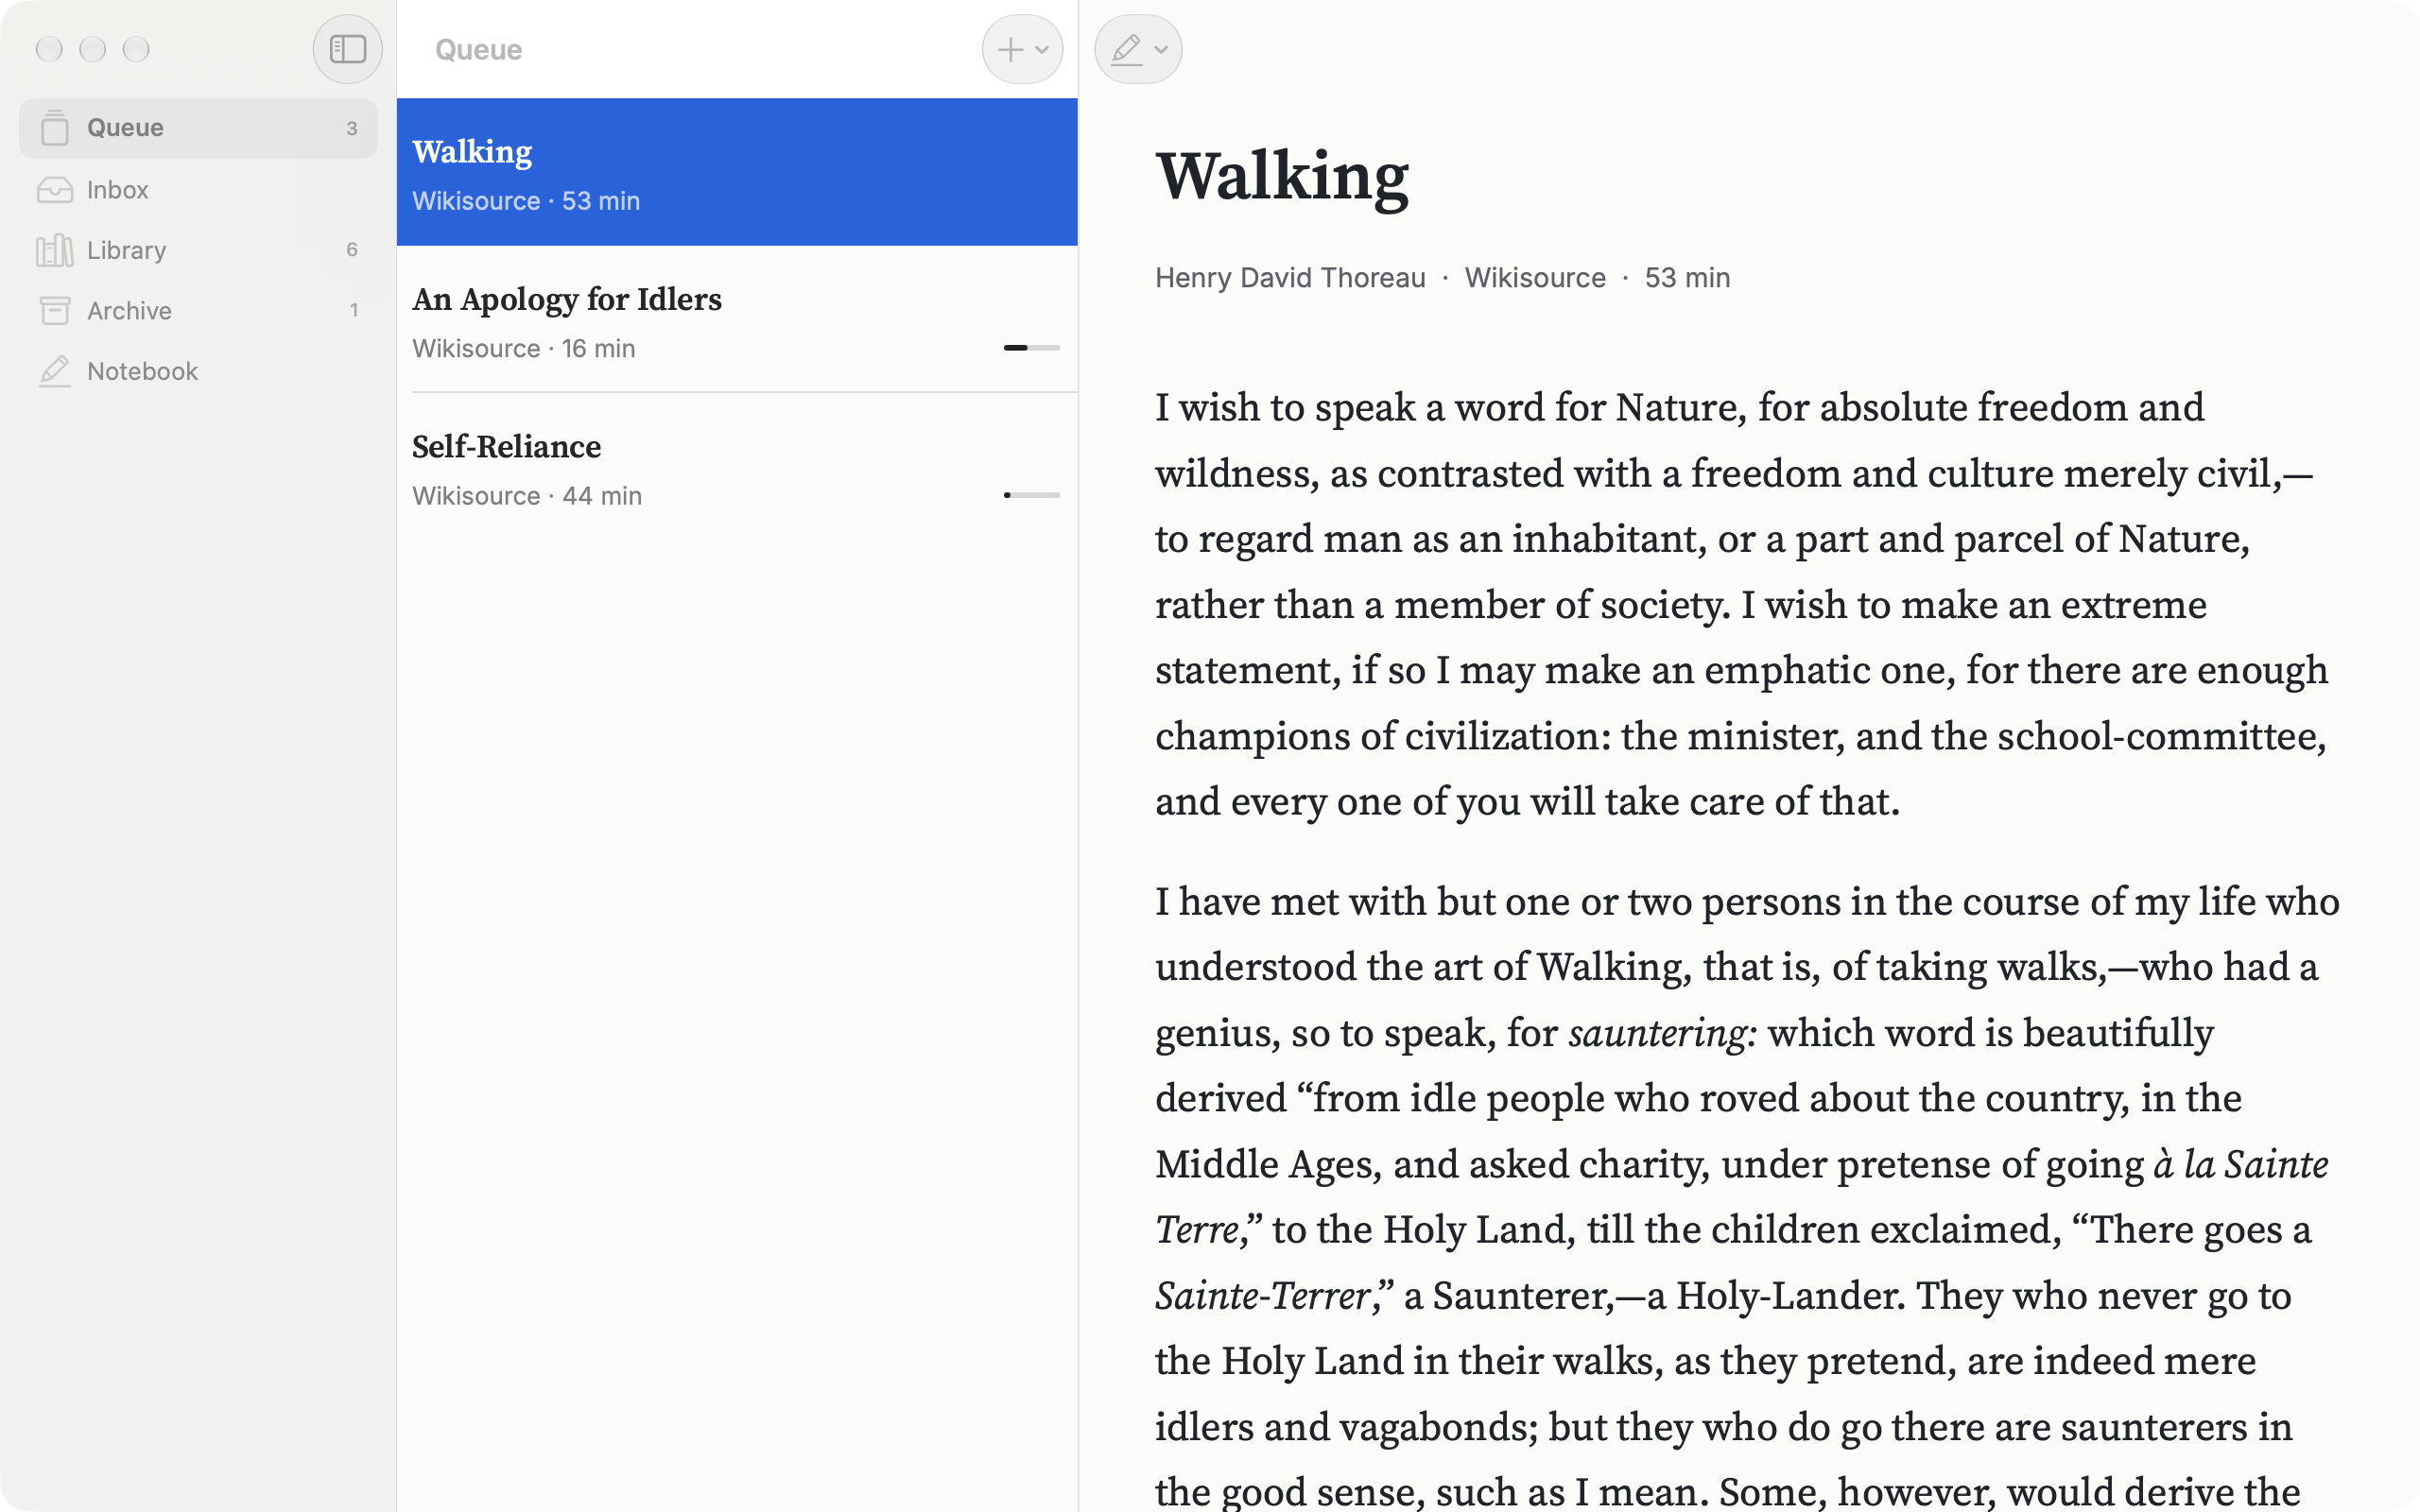 Queue 3
Inbox
Library 6
Archive 1
Notebook
Queue
Walking
Wikisource · 53 min
An Apology for Idlers
Wikisource · 16 min
Self-Reliance
Wikisource · 44 min
Walking
Henry David Thoreau · Wikisource · 53 min
I wish to speak a word for Nature, for absolute freedom and
wildness, as contrasted with a freedom and culture merely civil,—
to regard man as an inhabitant, or a part and parcel of Nature,
rather than a member of society. I wish to make an extreme
statement, if so I may make an emphatic one, for there are enough
champions of civilization: the minister, and the school-committee,
and every one of you will take care of that.
I have met with but one or two persons in the course of my life who
understood the art of Walking, that is, of taking walks,—who had a
genius, so to speak, for sauntering: which word is beautifully
derived “from idle people who roved about the country, in the
Middle Ages, and asked charity, under pretense of going à la Sainte
Terre,” to the Holy Land, till the children exclaimed, “There goes a
Sainte-Terrer,” a Saunterer,—a Holy-Lander. They who never go to
the Holy Land in their walks, as they pretend, are indeed mere
idlers and vagabonds; but they who do go there are saunterers in
the good sense, such as I mean. Some, however, would derive the